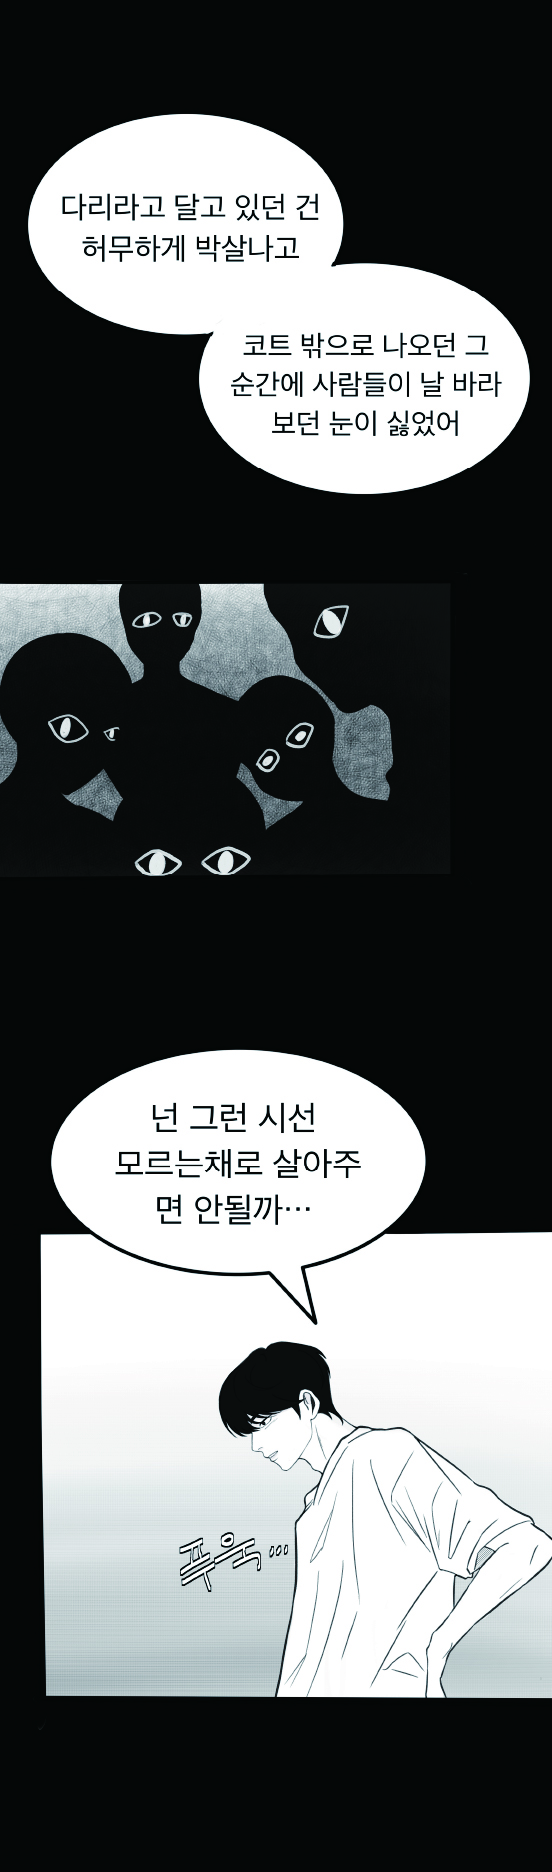 다리라고 달고 있던 건
허무하게 박살나고
코트 밖으로 나오던 그
순간에 사람들이 날 바라
보던 눈이 싫었어
넌 그런 시선
모르는채로 살아주
면 안될까…
푸욱…